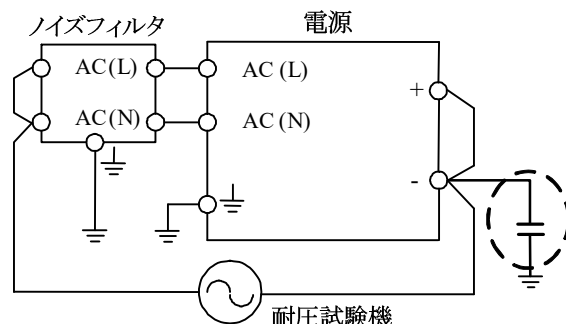 ノイズフィルタ
電源
AC(L)
AC(N)
AC(L)
AC(N)
+
-
耐圧試験機